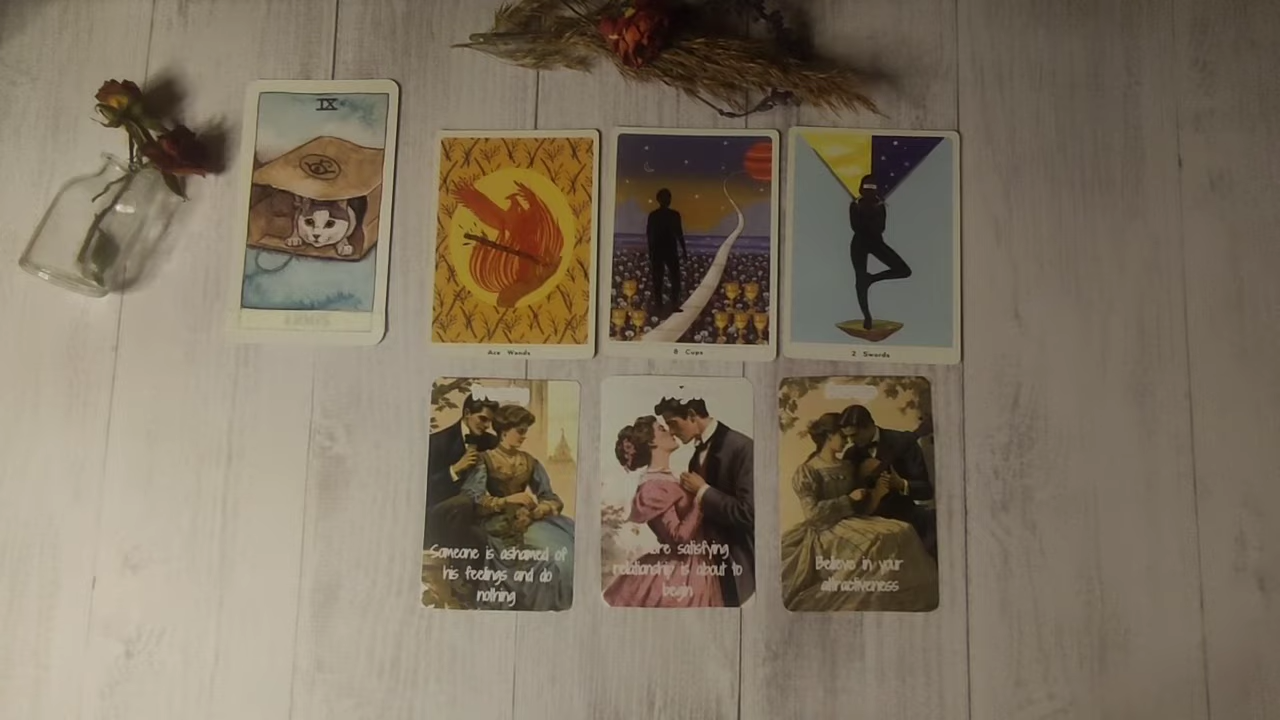 IX
Ace Wands
8 Cups
2 Swords
Someone is ashamed of
his feelings and do
nothing
more satisfying
relationship is about to
begin
Believe in your
attractiveness